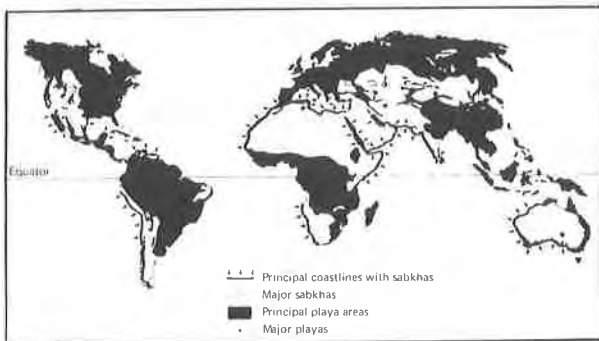 Equator
Principal coastlines with sabkhas
Major sabkhas
Principal playa areas
Major playas